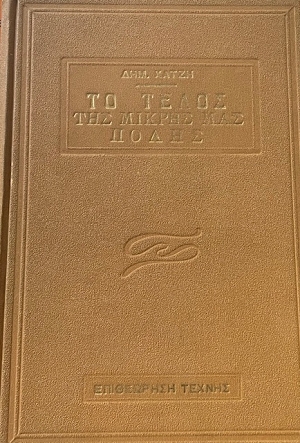 ΔΗΜ. ΧΑΤΖΗ
ΤΟ ΤΕΛΟΣ
ΤΗΣ ΜΙΚΡΗΣ ΜΑΣ
ΠΟΛΗΣ
ΕΠΙΘΕΩΡΗΣΗ ΤΕΧΝΗΣ